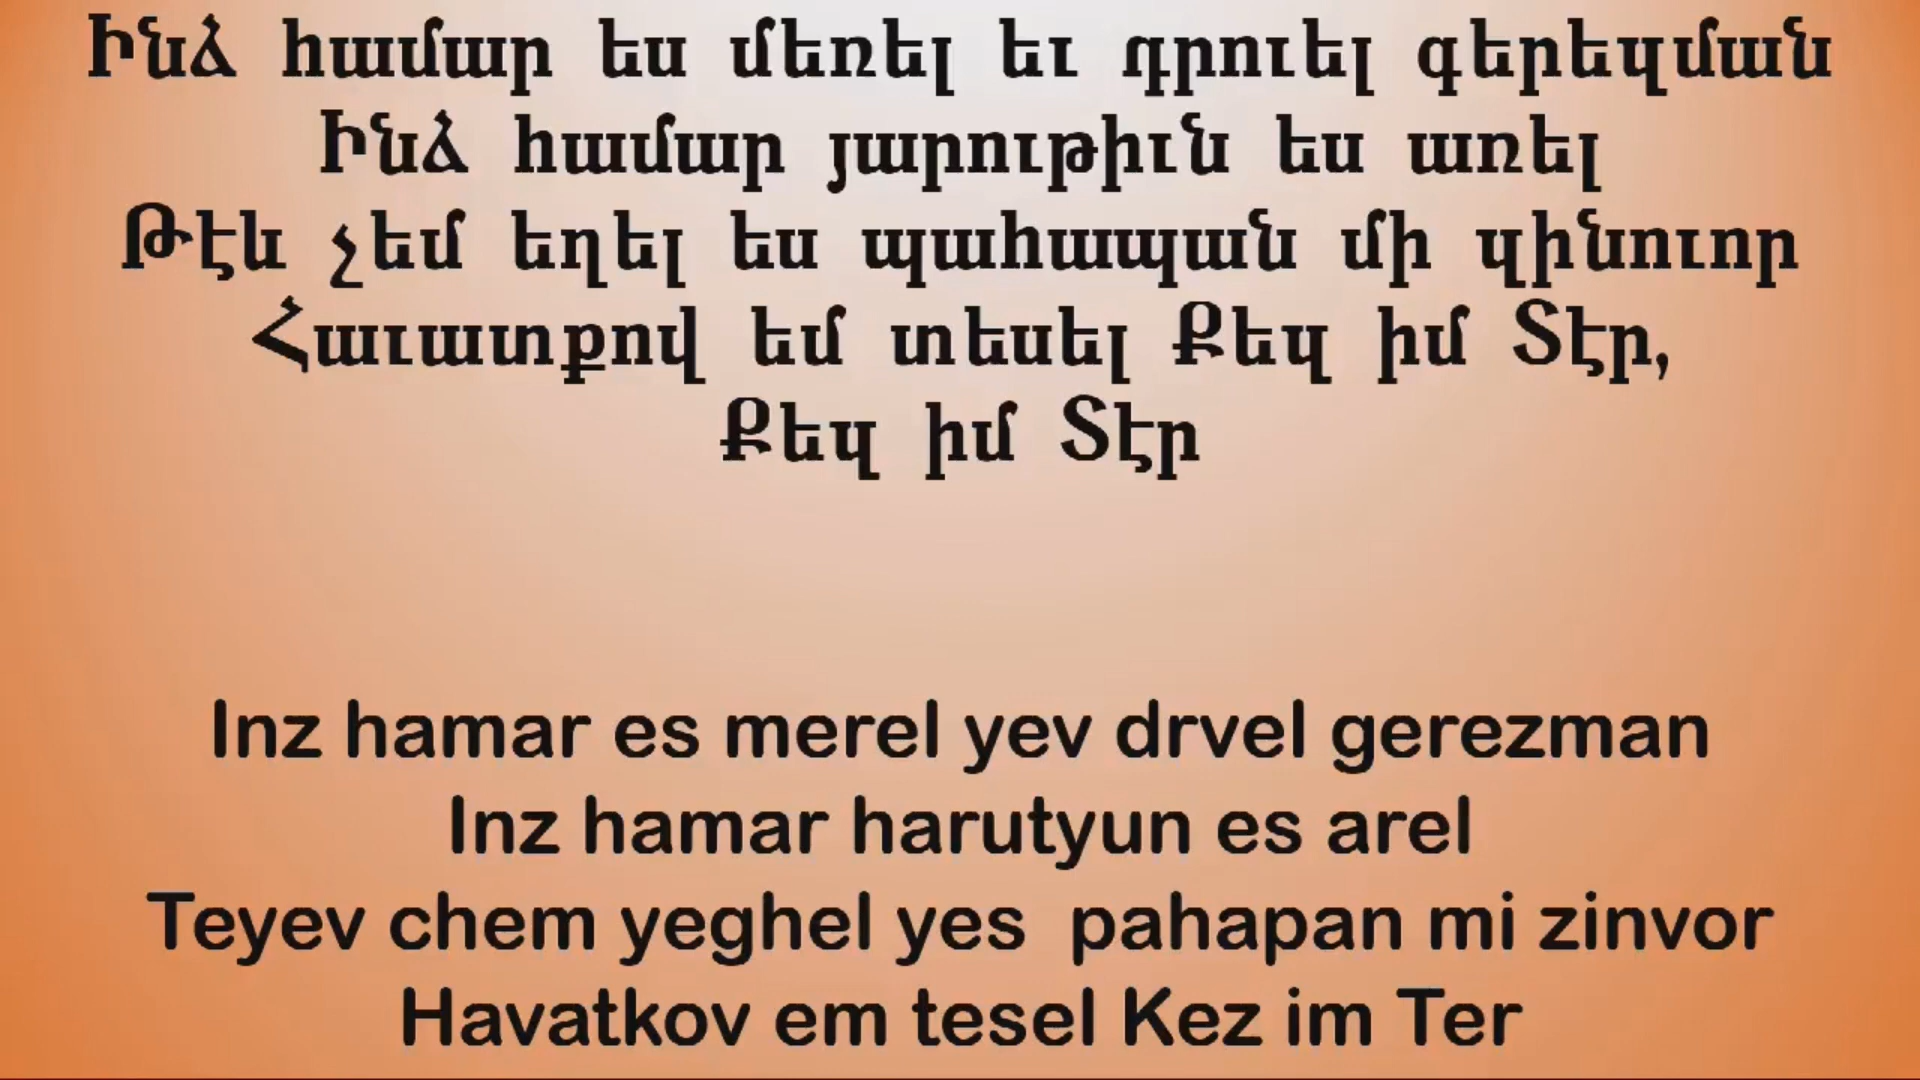 Ինձ համար ես մեռել եւ դրուել գերեզման
Ինձ համար յարութիւն ես առել
Թէև չեմ եղել ես պահապան մի զինուոր
Հաւատքով եմ տեսել Քեզ իմ Տէր,
Քեզ իմ Տէր
Inz hamar es merel yev drvel gerezman
Inz hamar harutyun es arel
Teyev chem yeghel yes pahapan mi zinvor
Havatkov em tesel Kez im Ter